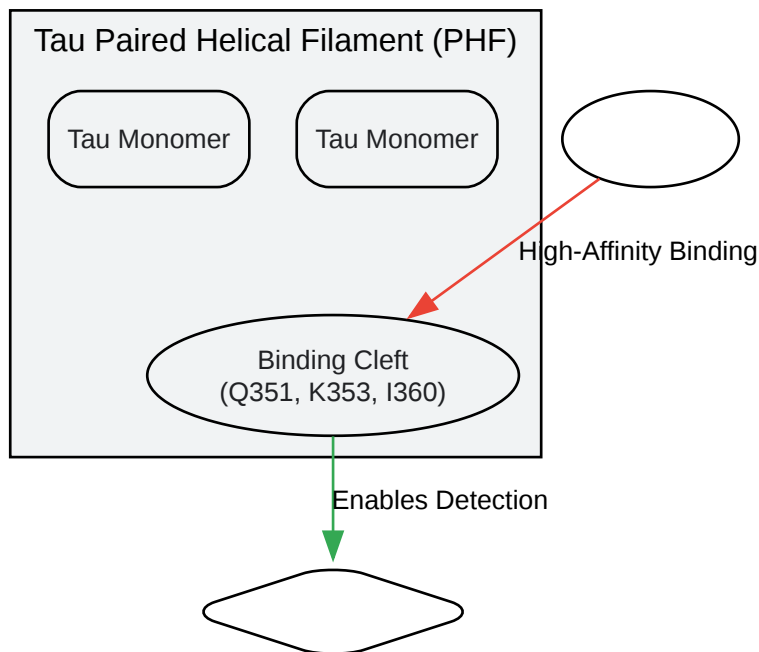 Tau Paired Helical Filament (PHF)
Tau Monomer
Tau Monomer
High-Affinity Binding
Binding Cleft
(Q351, K353, I360)
Enables Detection